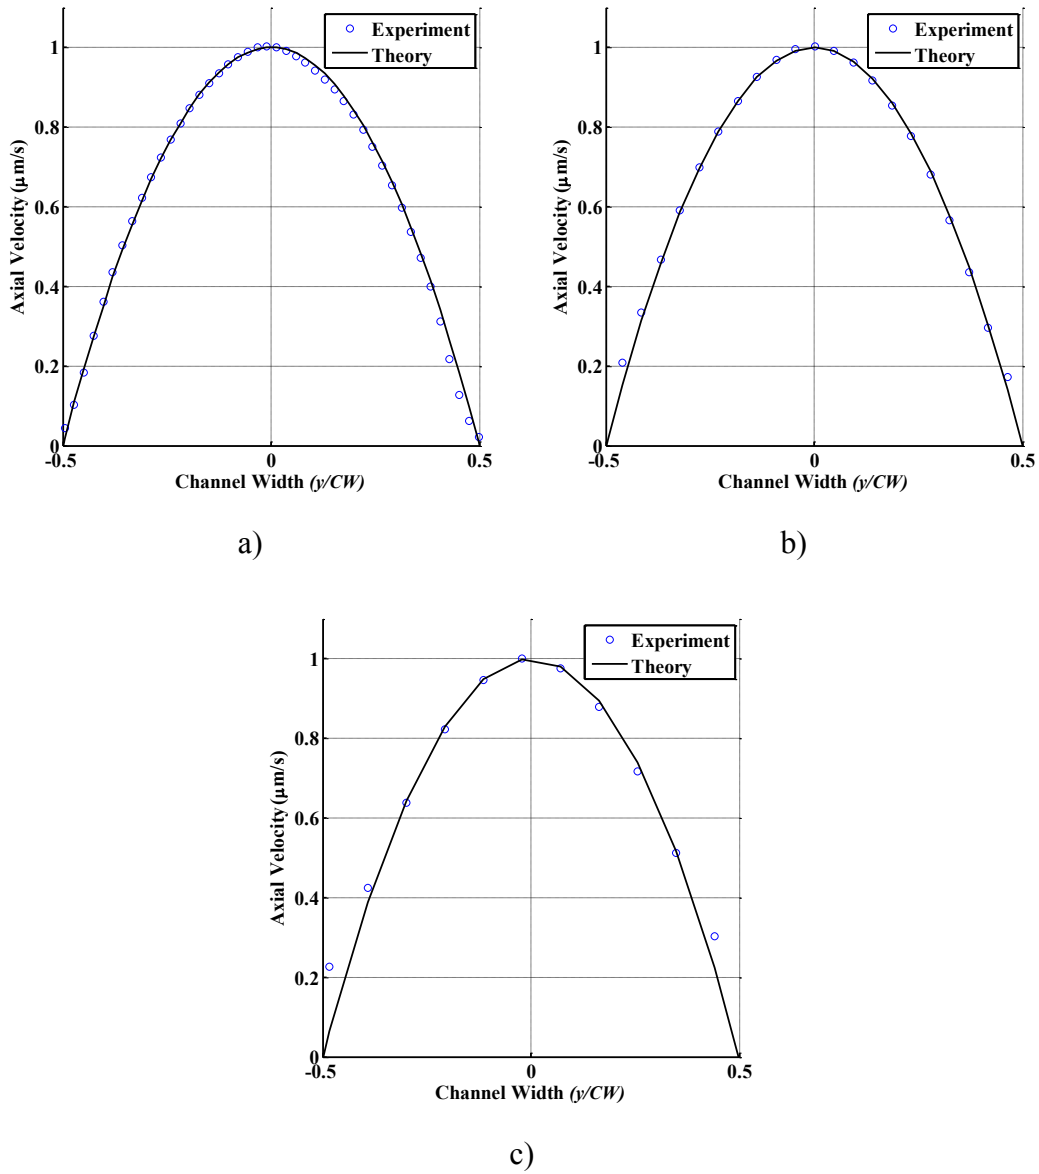 Experiment
Theory
1
0.8
0.6
0.4
0.2
0
-0.5
0
0.5
Axial Velocity (μm/s)
Channel Width (y/CW)
a)
Experiment
Theory
1
0.8
0.6
0.4
0.2
0
-0.5
0
0.5
Axial Velocity (μm/s)
Channel Width (y/CW)
b)
Experiment
Theory
1
0.8
0.6
0.4
0.2
0
-0.5
0
0.5
Axial Velocity (μm/s)
Channel Width (y/CW)
c)